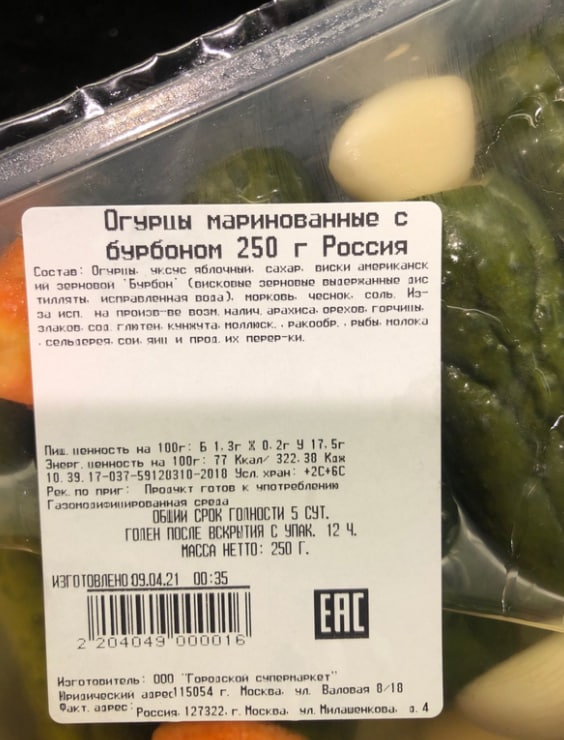 Огурцы маринованные с
бурбоном 250 г Россия
Состав: Огурцы, уксус яблочный, сахар, виски американск
ий зерновой "Бурбон" (висковые зерновые выдержанные дис
тилляты, исправленная вода), морковь, чеснок, соль. Из-
за исп. на произв-ве возм. налич. арахиса, орехов, горчицы,
злаков, сод. глютен, кунжута, моллюск. , ракообр. , рыбы, молока
, сельдерея, сои, яиц и прод. их перер-ки.
Пищ. ценность на 100г: Б 1,3г Ж 0,2г У 17,5г
Энерг. ценность на 100г: 77 Ккал/ 322,38 Кдж
10.39.17-037-59120310-2018 Усл. хран: +2С+6С
Рек. по приг: Продукт готов к употреблению
Газомодифицированная среда
ОБЩИЙ СРОК ГОДНОСТИ 5 СУТ.
ГОДЕН ПОСЛЕ ВСКРЫТИЯ С УПАК. 12 Ч.
МАССА НЕТТО: 250 Г.
ИЗГОТОВЛЕНО 09.04.21 00:35
2 204049 000016
EAC
Изготовитель: ООО "Городской супермаркет"
Юридический адрес115054 г. Москва, ул. Валовая 8/18
Факт. адрес: Россия, 127322, г. Москва, ул. Милашенкова, д. 4